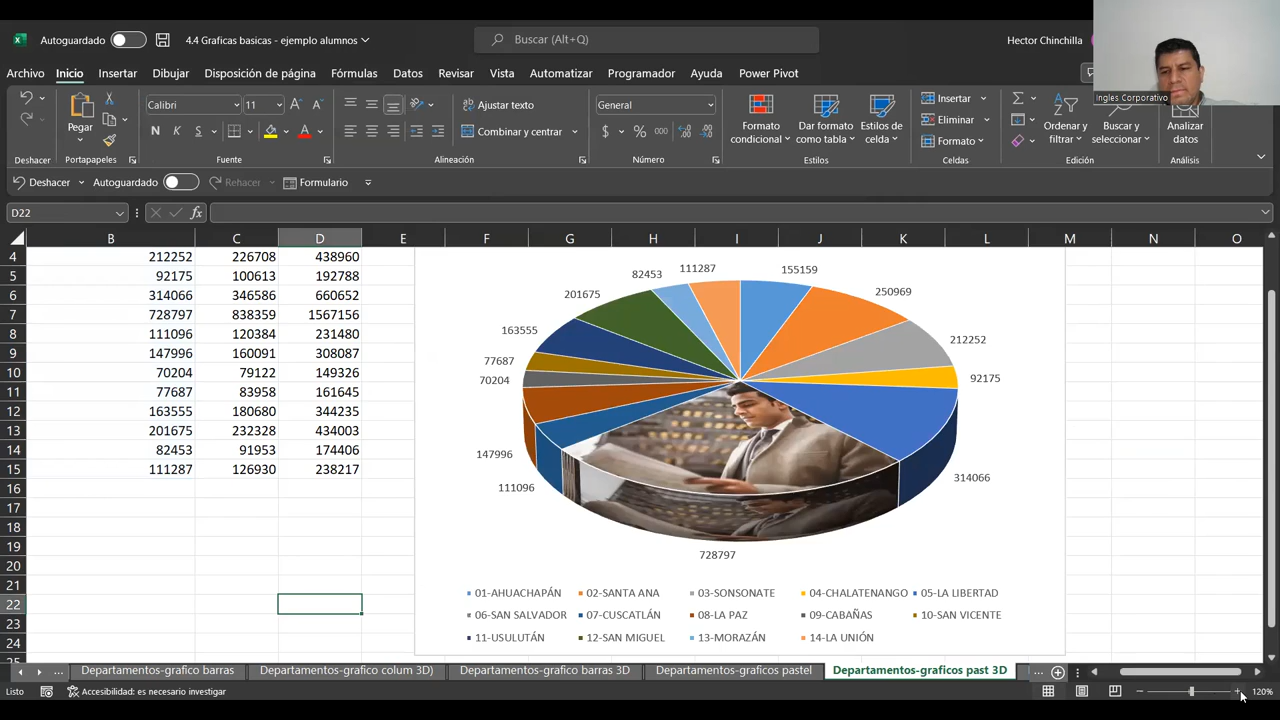 Autoguardado
4.4 Graficas basicas - ejemplo alumnos
Buscar (Alt+Q)
Hector Chinchilla
Archivo Inicio Insertar Dibujar Disposición de página Fórmulas Datos Revisar Vista Automatizar Programador Ayuda Power Pivot
Ingles Corporativo
Pegar
Calibri 11
N K S
Ajustar texto
Combinar y centrar
General
$ % 000
Formato condicional
Dar formato como tabla
Estilos de celda
Insertar
Eliminar
Formato
Ordenar y filtrar
Buscar y seleccionar
Analizar datos
Deshacer Portapapeles Fuente Alineación Número Estilos Celdas Edición Análisis
Deshacer Autoguardado Rehacer Formulario
D22 fx
B C D E F G H I J K L M N O
4 212252 226708 438960
5 92175 100613 192788
6 314066 346586 660652
7 728797 838359 1567156
8 111096 120384 231480
9 147996 160091 308087
10 70204 79122 149326
11 77687 83958 161645
12 163555 180680 344235
13 201675 232328 434003
14 82453 91953 174406
15 111287 126930 238217
16
17
18
19
20
21
22
23
24
25
82453 111287 155159
201675 250969
163555 212252
77687
70204 92175
147996 314066
111096
728797
01-AHUACHAPÁN 02-SANTA ANA 03-SONSONATE 04-CHALATENANGO 05-LA LIBERTAD
06-SAN SALVADOR 07-CUSCATLÁN 08-LA PAZ 09-CABAÑAS 10-SAN VICENTE
11-USULUTÁN 12-SAN MIGUEL 13-MORAZÁN 14-LA UNIÓN
... Departamentos-grafico barras Departamentos-grafico colum 3D) Departamentos-grafico barras 3D Departamentos-graficos pastel Departamentos-graficos past 3D ...
Listo Accesibilidad: es necesario investigar 120%